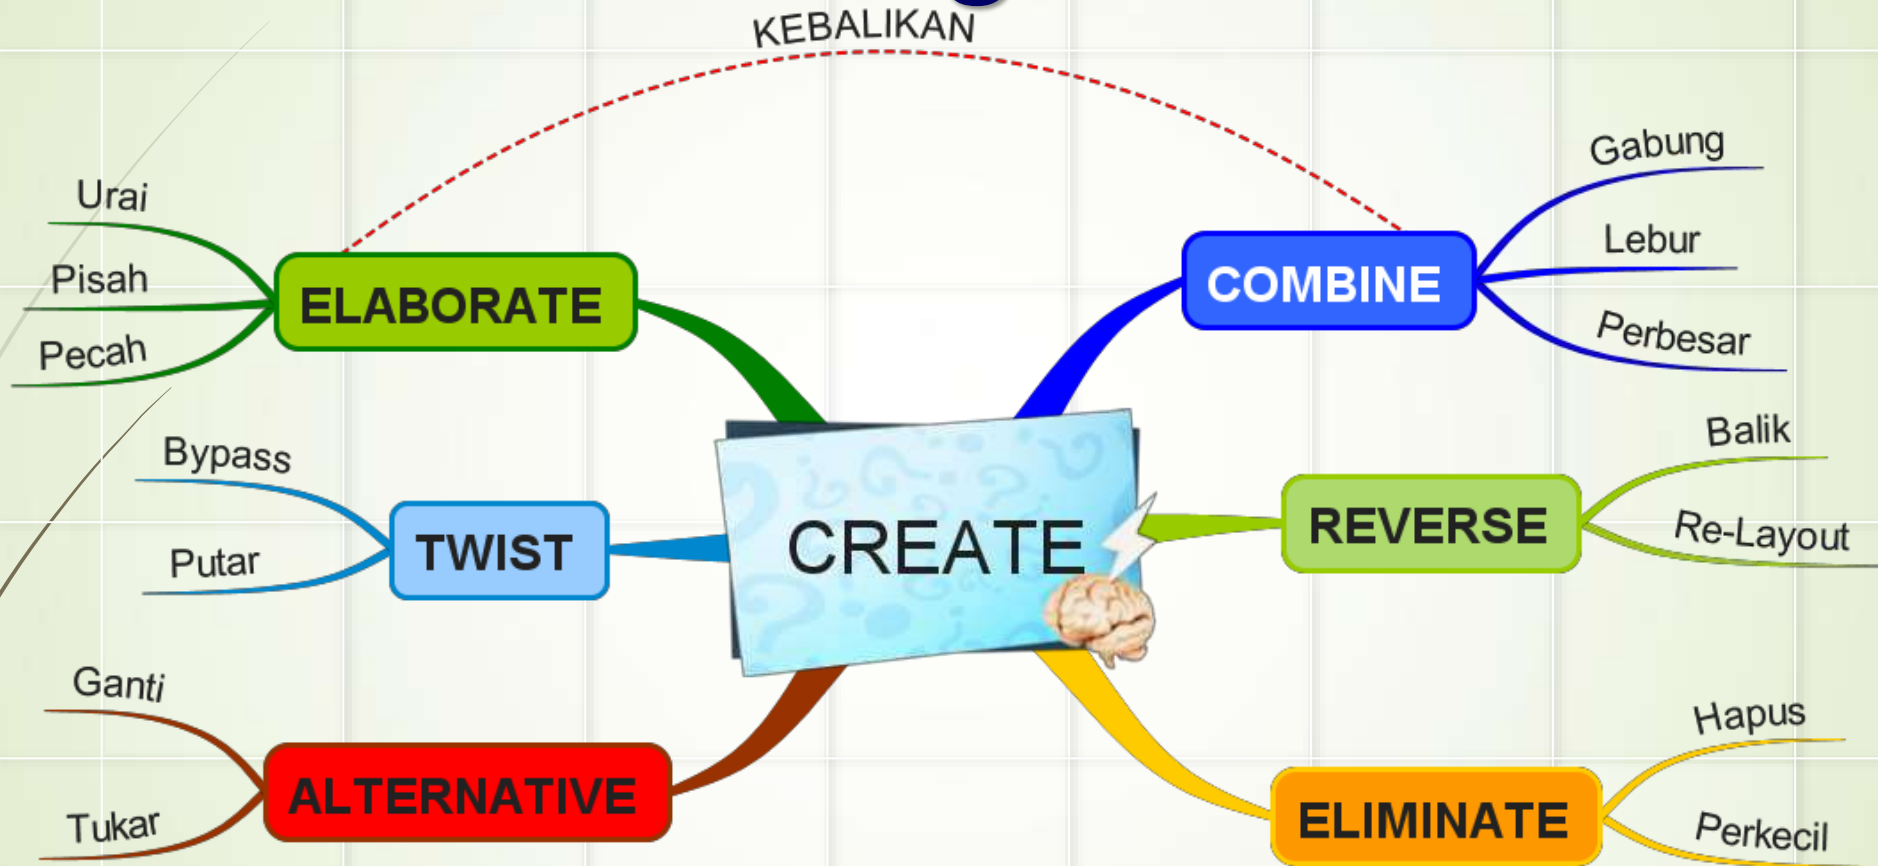 KEBALIKAN
Urai
Pisah
Pecah
ELABORATE
COMBINE
Gabung
Lebur
Perbesar
Bypass
Putar
TWIST
CREATE
REVERSE
Balik
Re-Layout
Ganti
Tukar
ALTERNATIVE
ELIMINATE
Hapus
Perkecil